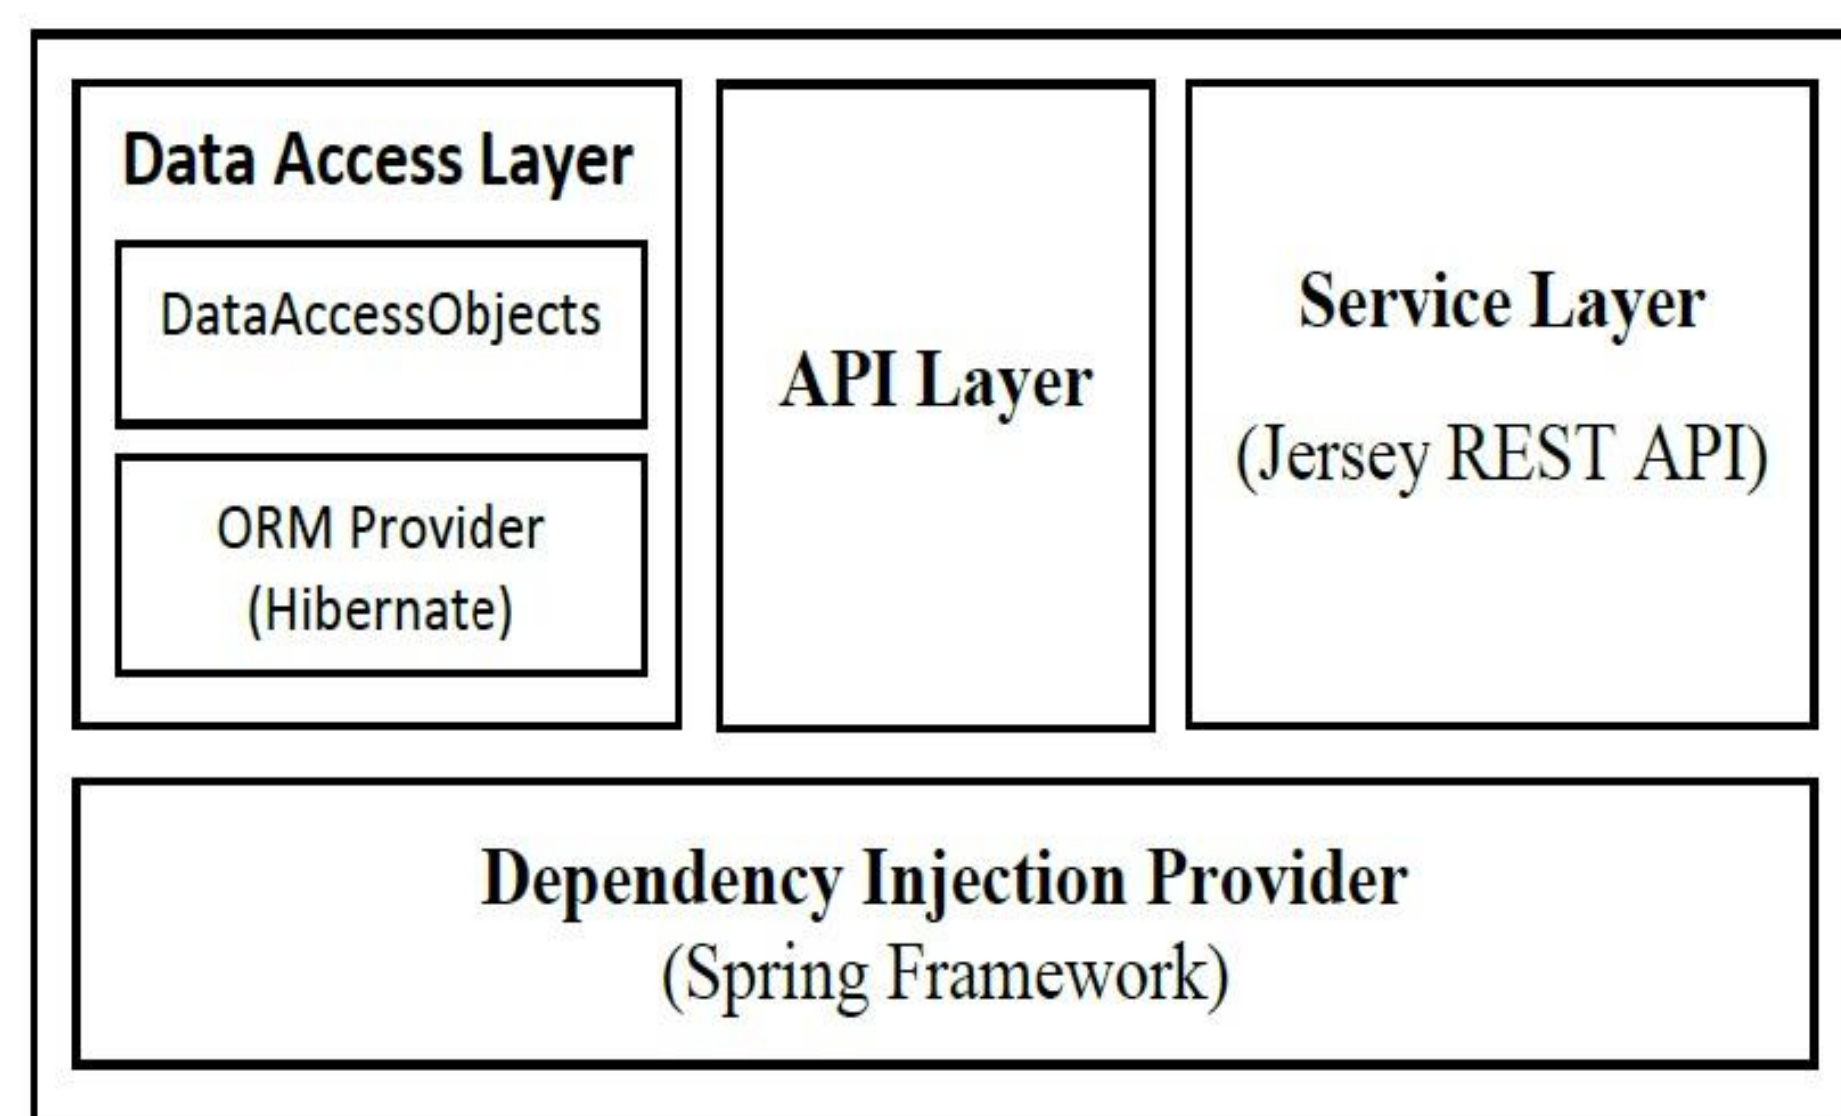 Data Access Layer
DataAccessObjects
ORM Provider
(Hibernate)
API Layer
Service Layer
(Jersey REST API)
Dependency Injection Provider
(Spring Framework)